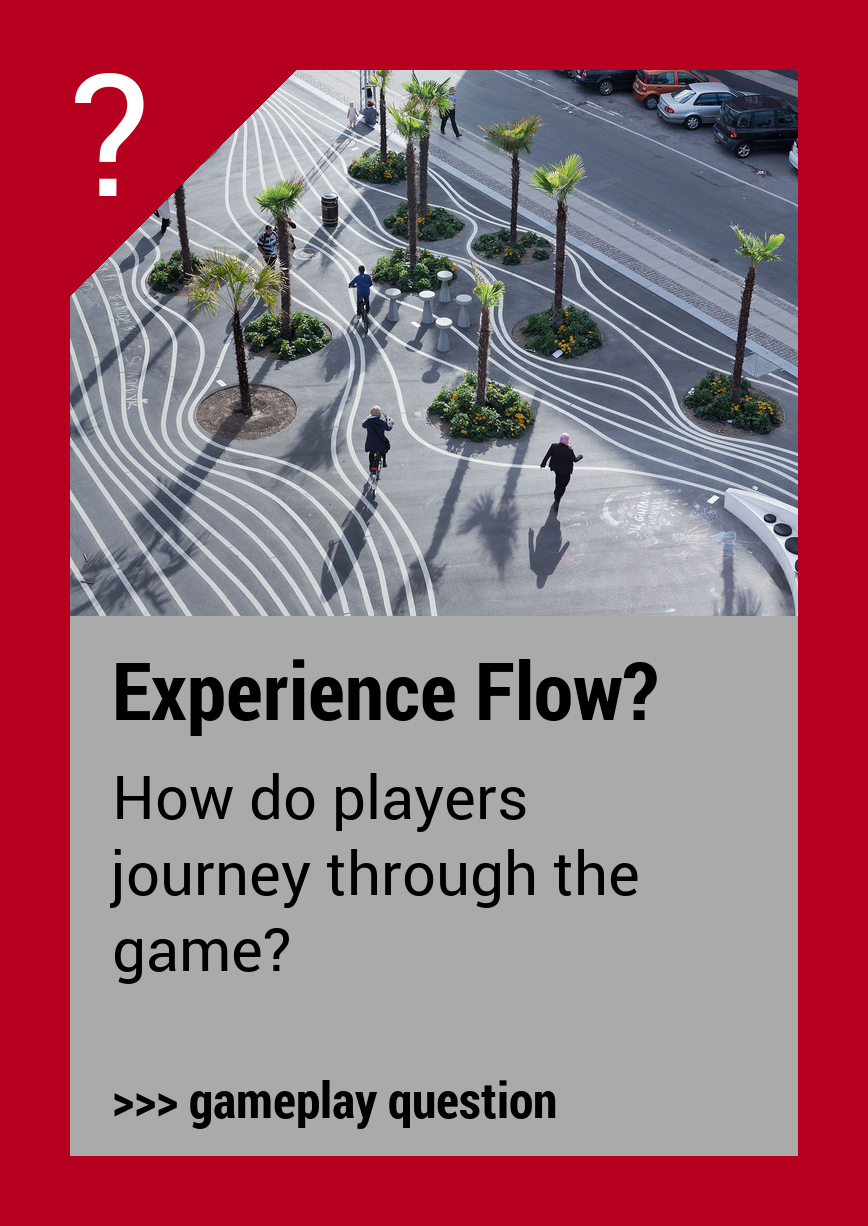 ?
Experience Flow?
How do players
journey through the
game?
>>> gameplay question